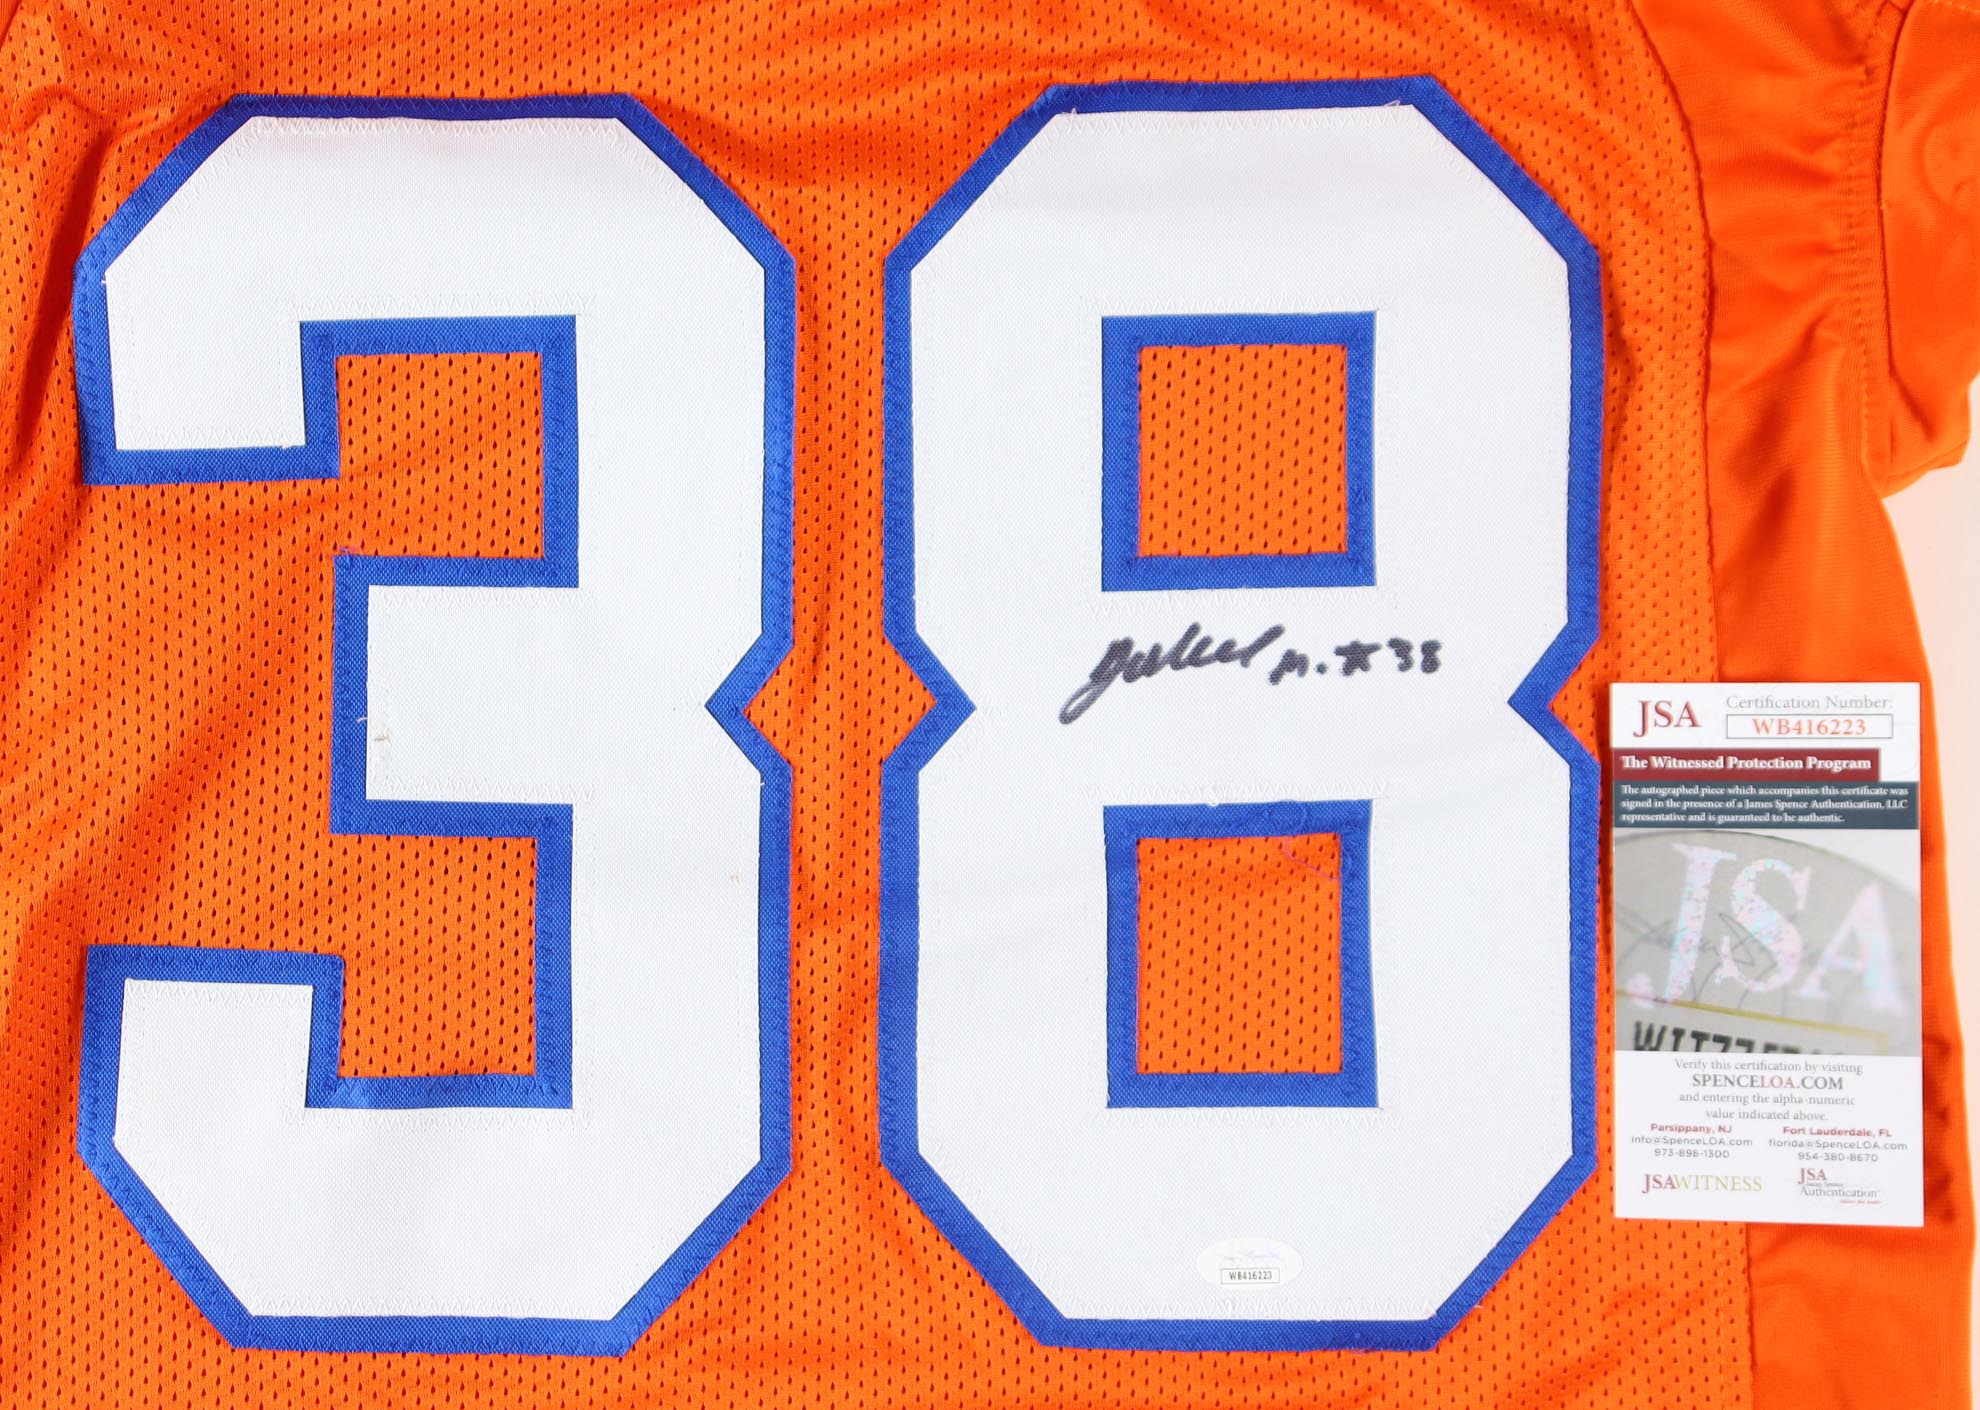 38
M. #38
JSA
Certification Number:
WB416223
The Witnessed Protection Program
The autographed piece which accompanies this certificate was
signed in the presence of a James Spence Authentication, LLC
representative and is guaranteed to be authentic.
JSA
Verify this certification by visiting
SPENCELOA.COM
and entering the alpha-numeric
value indicated above.
Parsippany, NJ
info@SpenceLOA.com
973-898-1300
Fort Lauderdale, FL
florida@SpenceLOA.com
954-380-8670
JSAWITNESS
JSA
James Spence
Authentication
WB416223